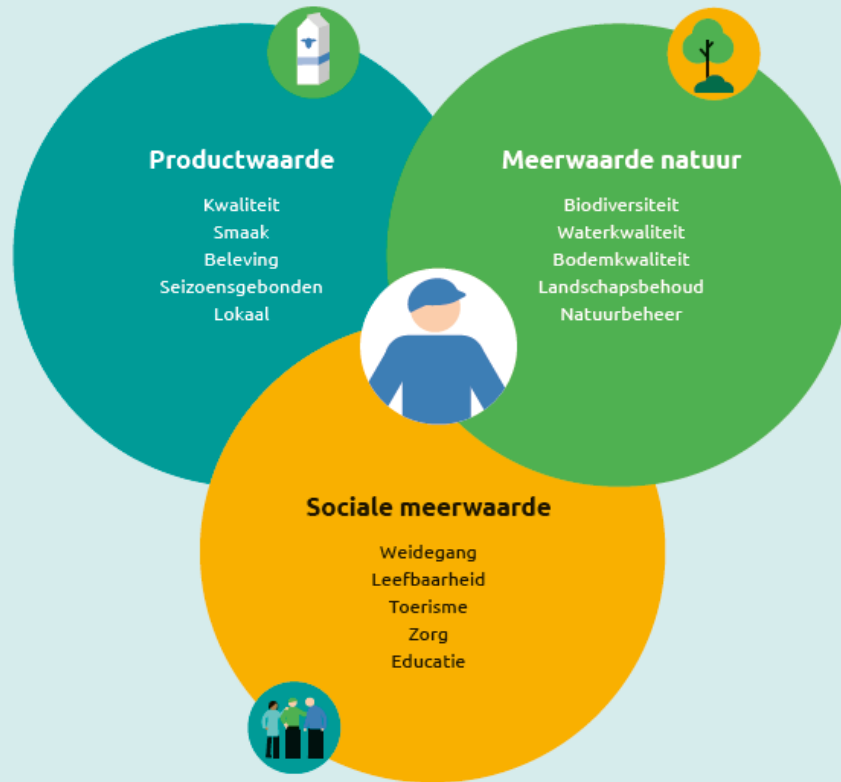 Productwaarde
Kwaliteit
Smaak
Beleving
Seizoensgebonden
Lokaal
Meerwaarde natuur
Biodiversiteit
Waterkwaliteit
Bodemkwaliteit
Landschapsbehoud
Natuurbeheer
Sociale meerwaarde
Weidegang
Leefbaarheid
Toerisme
Zorg
Educatie